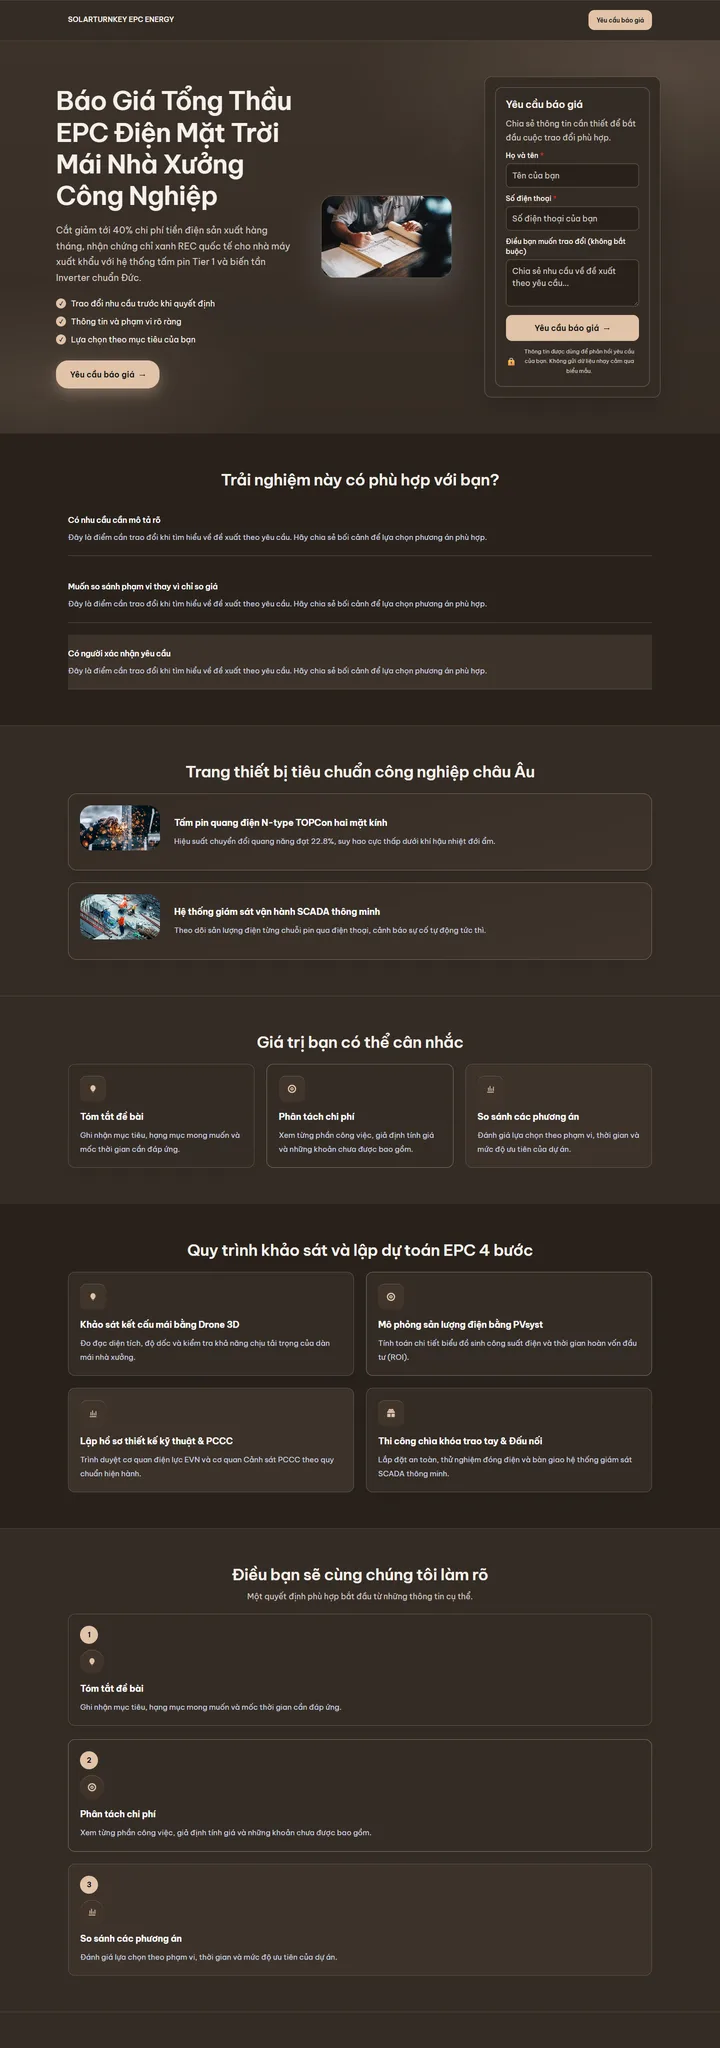 SOLARTURNKEY EPC ENERGY
Yêu cầu báo giá
Báo Giá Tổng Thầu
EPC Điện Mặt Trời
Mái Nhà Xưởng
Công Nghiệp
Cắt giảm tới 40% chi phí tiền điện sản xuất hàng
tháng, nhận chứng chỉ xanh REC quốc tế cho nhà máy
xuất khẩu với hệ thống tấm pin Tier 1 và biến tần
Inverter chuẩn Đức.
✓ Trao đổi nhu cầu trước khi quyết định
✓ Thông tin và phạm vi rõ ràng
✓ Lựa chọn theo mục tiêu của bạn
Yêu cầu báo giá →
Yêu cầu báo giá
Chia sẻ thông tin cần thiết để bắt
đầu cuộc trao đổi phù hợp.
Họ và tên *
Tên của bạn
Số điện thoại *
Số điện thoại của bạn
Điều bạn muốn trao đổi (không bắt
buộc)
Chia sẻ nhu cầu về đề xuất
theo yêu cầu...
Yêu cầu báo giá →
Thông tin được dùng để phản hồi yêu cầu
của bạn. Không gửi dữ liệu nhạy cảm qua
biểu mẫu.
Trải nghiệm này có phù hợp với bạn?
Có nhu cầu cần mô tả rõ
Đây là điểm cần trao đổi khi tìm hiểu về đề xuất theo yêu cầu. Hãy chia sẻ bối cảnh để lựa chọn phương án phù hợp.
Muốn so sánh phạm vi thay vì chỉ so giá
Đây là điểm cần trao đổi khi tìm hiểu về đề xuất theo yêu cầu. Hãy chia sẻ bối cảnh để lựa chọn phương án phù hợp.
Có người xác nhận yêu cầu
Đây là điểm cần trao đổi khi tìm hiểu về đề xuất theo yêu cầu. Hãy chia sẻ bối cảnh để lựa chọn phương án phù hợp.
Trang thiết bị tiêu chuẩn công nghiệp châu Âu
Tấm pin quang điện N-type TOPCon hai mặt kính
Hiệu suất chuyển đổi quang năng đạt 22.8%, suy hao cực thấp dưới khí hậu nhiệt đới ẩm.
Hệ thống giám sát vận hành SCADA thông minh
Theo dõi sản lượng điện từng chuỗi pin qua điện thoại, cảnh báo sự cố tự động tức thì.
Giá trị bạn có thể cân nhắc
Tóm tắt đề bài
Ghi nhận mục tiêu, hạng mục mong muốn và
mốc thời gian cần đáp ứng.
Phân tách chi phí
Xem từng phần công việc, giả định tính giá
và những khoản chưa được bao gồm.
So sánh các phương án
Đánh giá lựa chọn theo phạm vi, thời gian và
mức độ ưu tiên của dự án.
Quy trình khảo sát và lập dự toán EPC 4 bước
Khảo sát kết cấu mái bằng Drone 3D
Đo đạc diện tích, độ dốc và kiểm tra khả năng chịu tải trọng của dàn
mái nhà xưởng.
Mô phỏng sản lượng điện bằng PVsyst
Tính toán chi tiết biểu đồ sinh công suất điện và thời gian hoàn vốn đầu
tư (ROI).
Lập hồ sơ thiết kế kỹ thuật & PCCC
Trình duyệt cơ quan điện lực EVN và cơ quan Cảnh sát PCCC theo quy
chuẩn hiện hành.
Thi công chìa khóa trao tay & Đấu nối
Lắp đặt an toàn, thử nghiệm đóng điện và bàn giao hệ thống giám sát
SCADA thông minh.
Điều bạn sẽ cùng chúng tôi làm rõ
Một quyết định phù hợp bắt đầu từ những thông tin cụ thể.
1
Tóm tắt đề bài
Ghi nhận mục tiêu, hạng mục mong muốn và mốc thời gian cần đáp ứng.
2
Phân tách chi phí
Xem từng phần công việc, giả định tính giá và những khoản chưa được bao gồm.
3
So sánh các phương án
Đánh giá lựa chọn theo phạm vi, thời gian và mức độ ưu tiên của dự án.